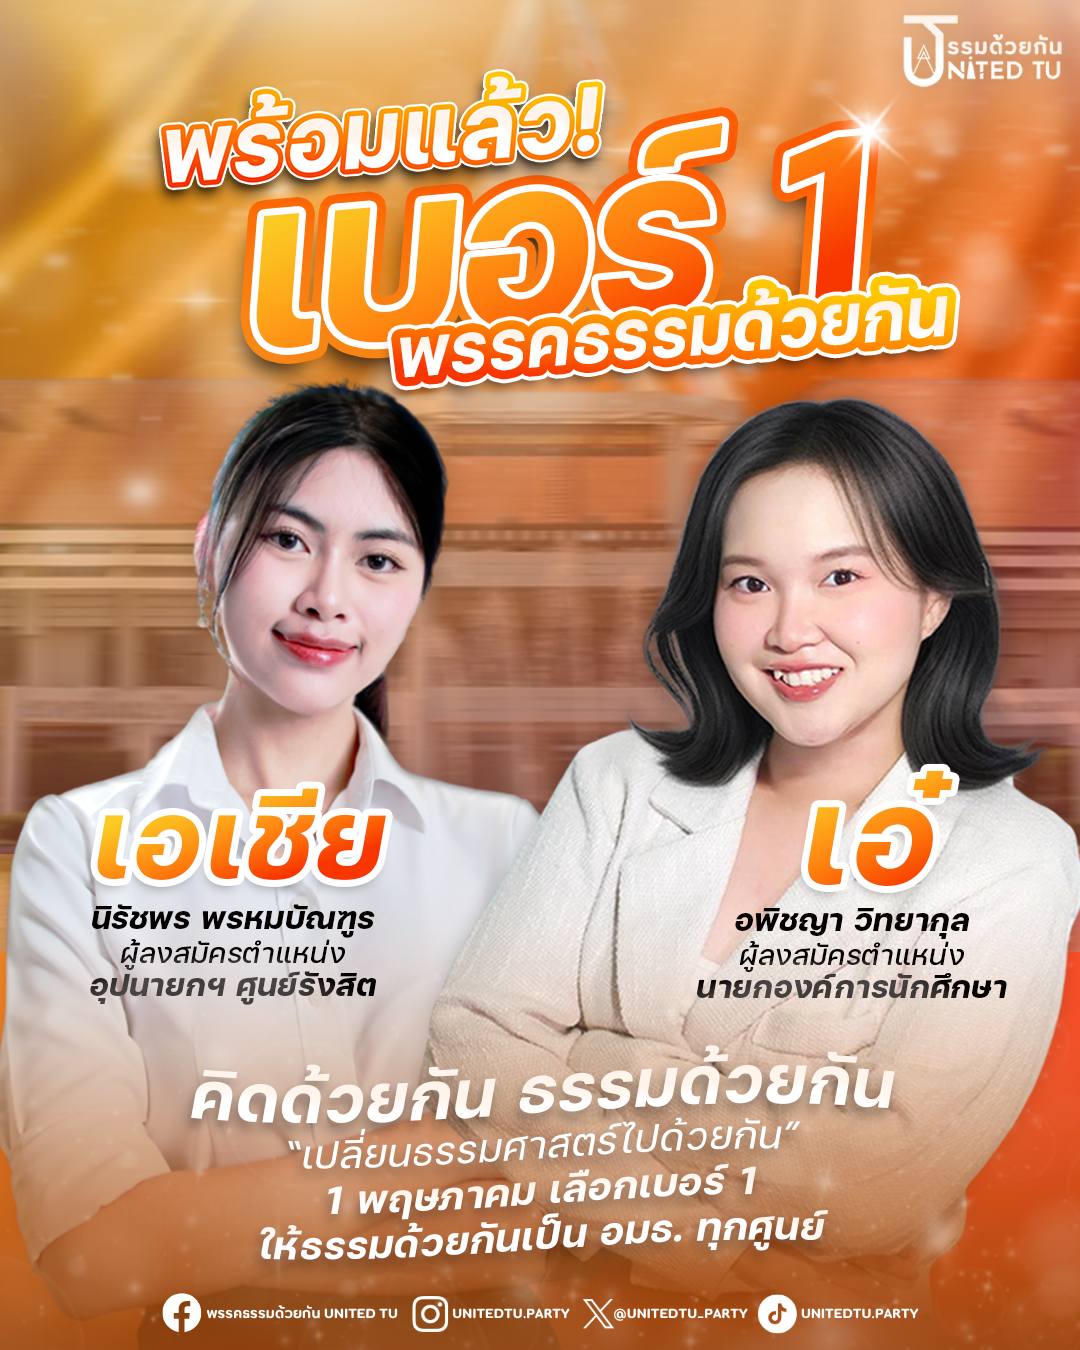 ธรรมด้วยกัน
UNITED TU
พร้อมแล้ว!
เบอร์ 1
พรรคธรรมด้วยกัน
เอเชีย
นิรัชพร พรหมบัณฑูร
ผู้ลงสมัครตำแหน่ง
อุปนายกฯ ศูนย์รังสิต
เอ๋
อพิชญา วิทยากุล
ผู้ลงสมัครตำแหน่ง
นายกองค์การนักศึกษา
คิดด้วยกัน ธรรมด้วยกัน
“เปลี่ยนธรรมศาสตร์ไปด้วยกัน”
1 พฤษภาคม เลือกเบอร์ 1
ให้ธรรมด้วยกันเป็น อมธ. ทุกศูนย์
พรรคธรรมด้วยกัน UNITED TU UNITEDTU.PARTY @UNITEDTU_PARTY UNITEDTU.PARTY